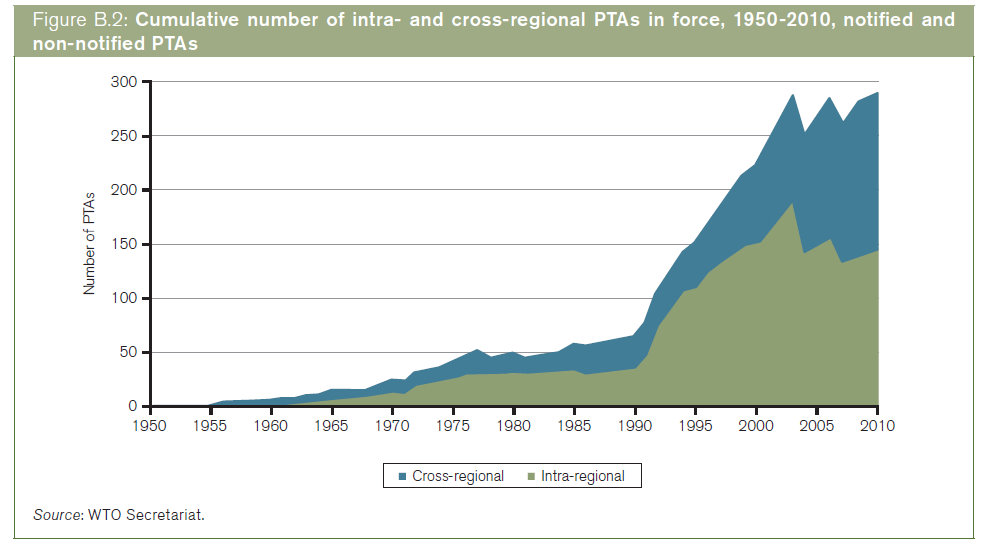 Figure B.2: Cumulative number of intra- and cross-regional PTAs in force, 1950-2010, notified and
non-notified PTAs
300
250
200
150
100
50
0
Number of PTAs
1950 1955 1960 1965 1970 1975 1980 1985 1990 1995 2000 2005 2010
Cross-regional Intra-regional
Source: WTO Secretariat.